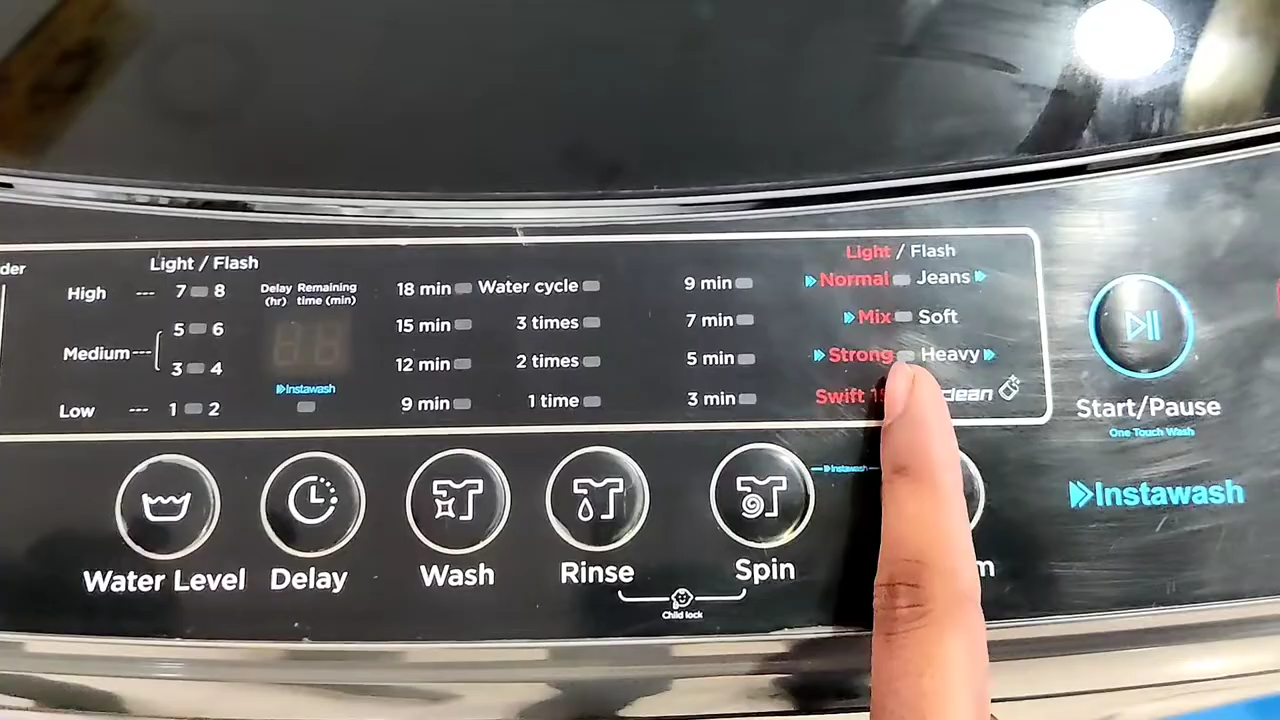 der
Light / Flash
High --- 7 8
5 6
Medium---
3 4
Low --- 1 2
Delay Remaining
(hr) time (min)
88
Instawash
18 min
15 min
12 min
9 min
Water cycle
3 times
2 times
1 time
9 min
7 min
5 min
3 min
Light / Flash
Normal Jeans
Mix Soft
Strong Heavy
Swift 1 clean
Start/Pause
One Touch Wash
Instawash
Instawash
Water Level Delay Wash Rinse Spin m
Child lock